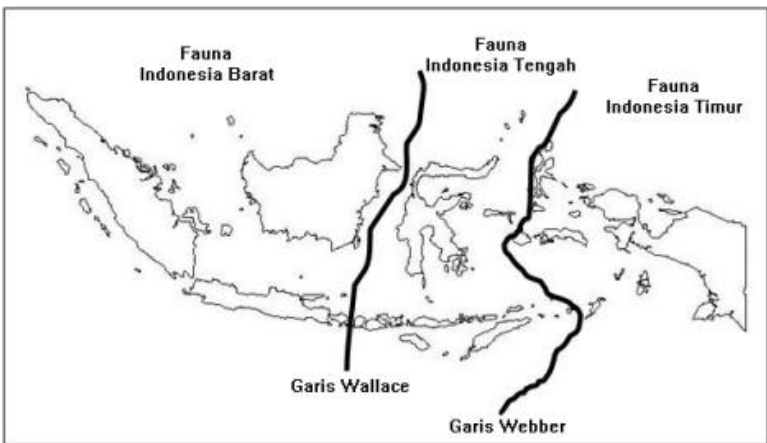 Fauna
Indonesia Barat
Fauna
Indonesia Tengah
Fauna
Indonesia Timur
Garis Wallace
Garis Webber